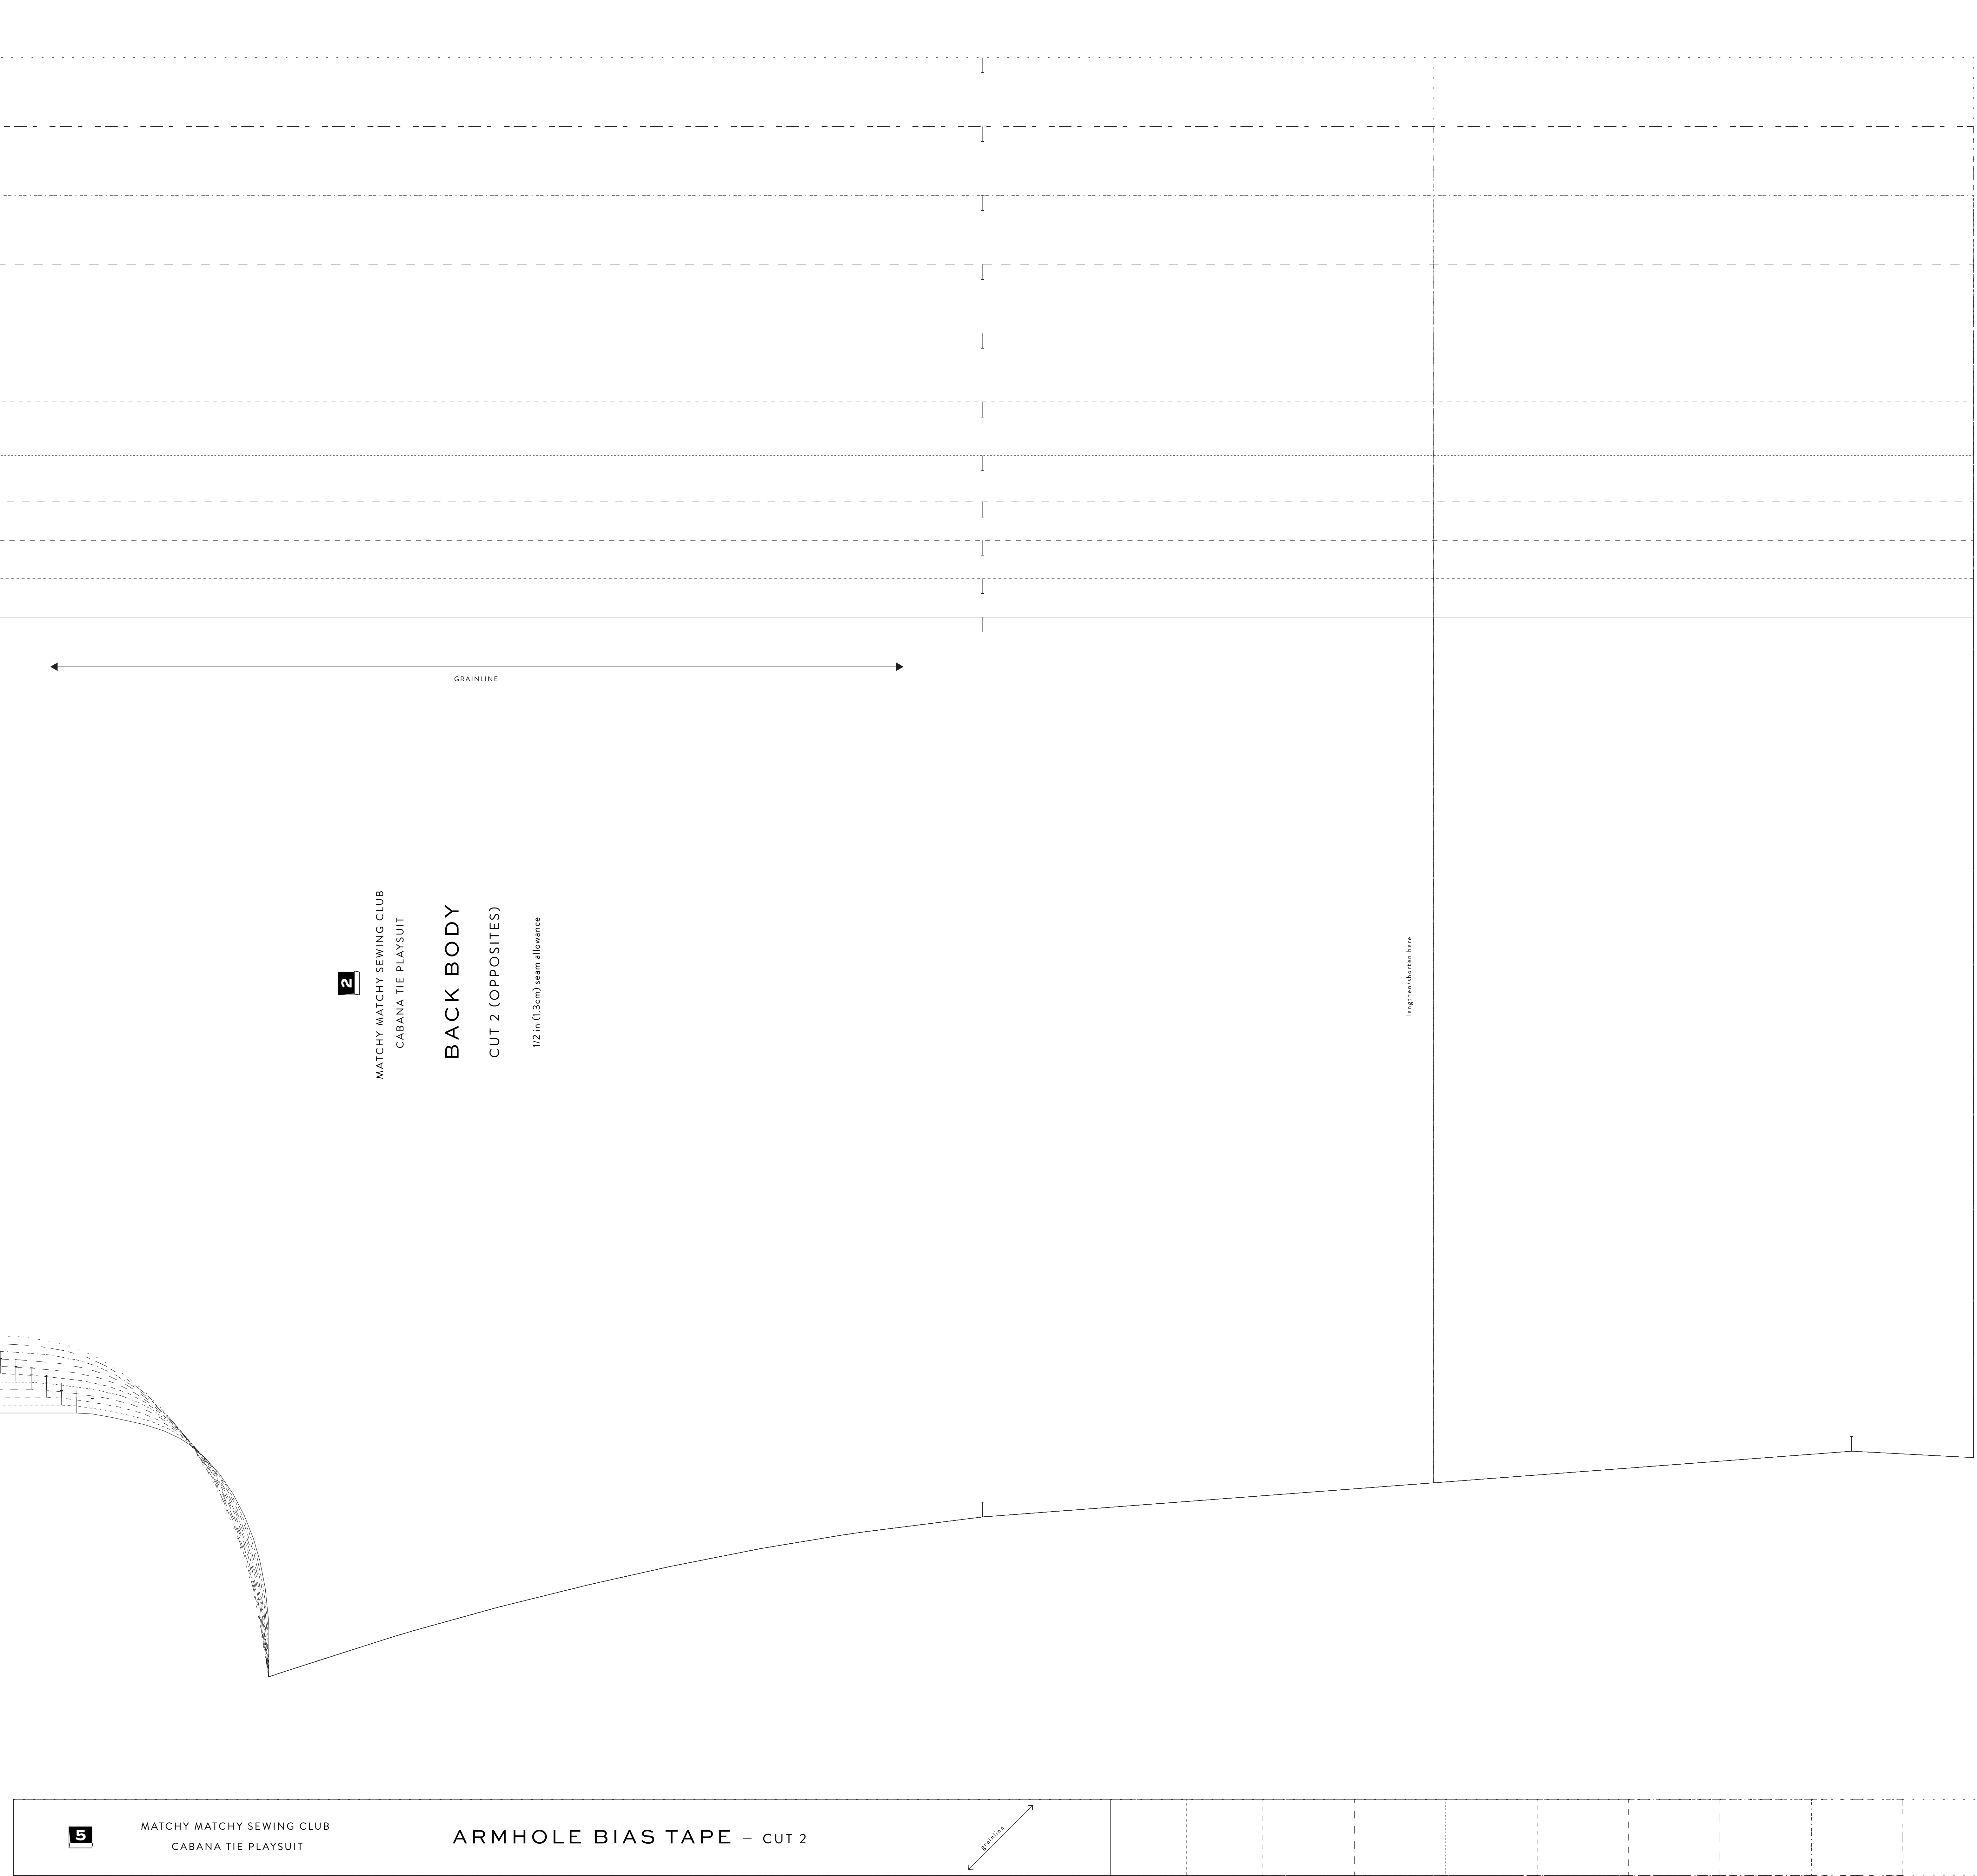 GRAINLINE
2
MATCHY MATCHY SEWING CLUB
CABANA TIE PLAYSUIT
BACK BODY
CUT 2 (OPPOSITES)
1/2 in (1.3cm) seam allowance
lengthen/shorten here
5
MATCHY MATCHY SEWING CLUB
CABANA TIE PLAYSUIT
ARMHOLE BIAS TAPE – CUT 2
grainline